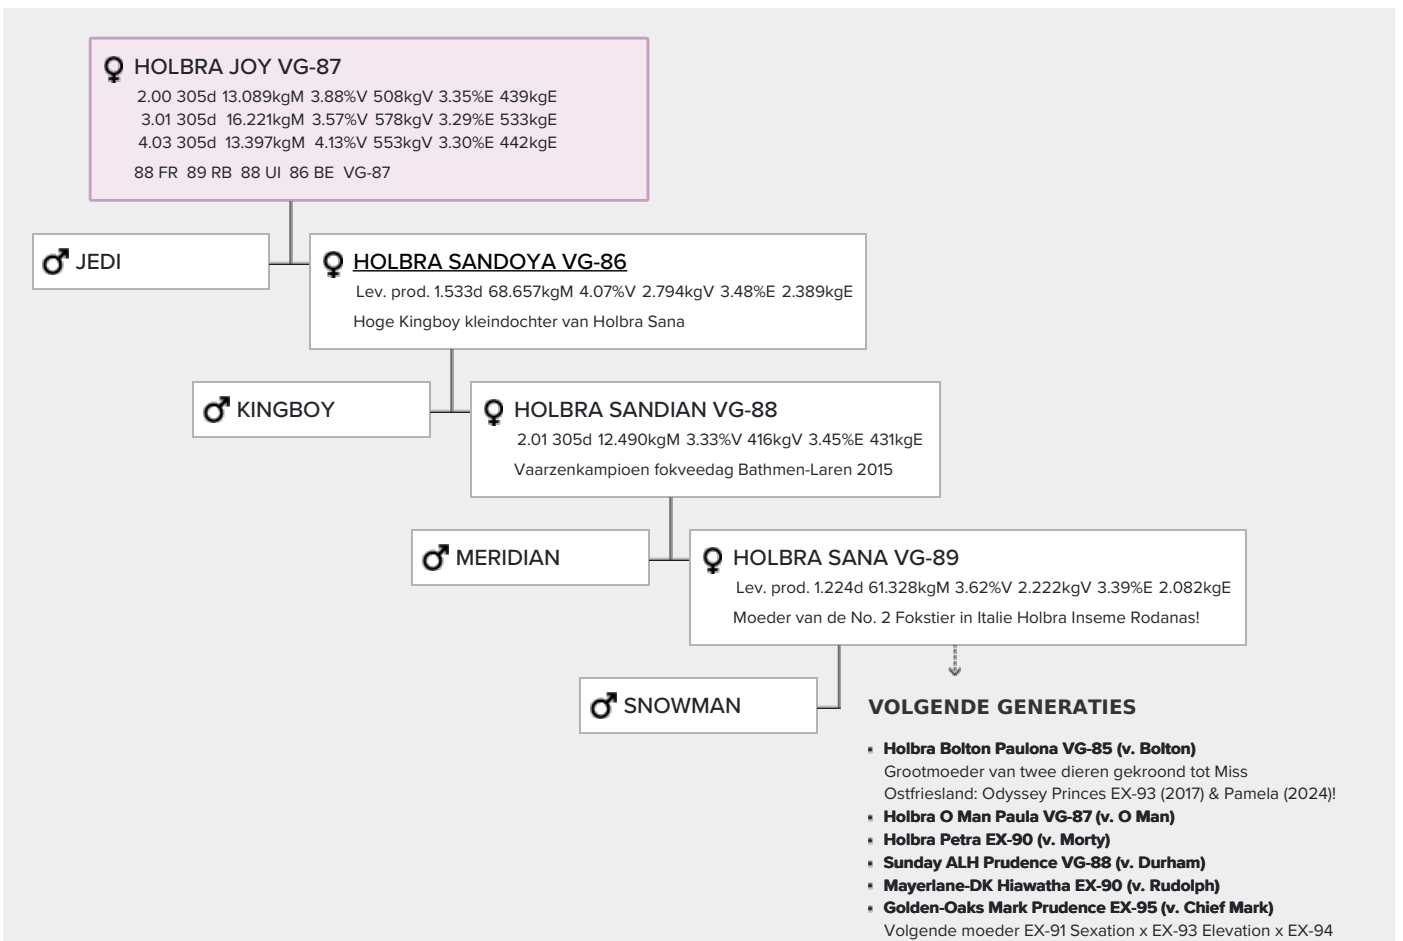 HOLBRA JOY VG-87
2.00 305d 13.089kgM 3.88%V 508kgV 3.35%E 439kgE
3.01 305d 16.221kgM 3.57%V 578kgV 3.29%E 533kgE
4.03 305d 13.397kgM 4.13%V 553kgV 3.30%E 442kgE
88 FR 89 RB 88 UI 86 BE VG-87
JEDI
HOLBRA SANDOYA VG-86
Lev. prod. 1.533d 68.657kgM 4.07%V 2.794kgV 3.48%E 2.389kgE
Hoge Kingboy kleindochter van Holbra Sana
KINGBOY
HOLBRA SANDIAN VG-88
2.01 305d 12.490kgM 3.33%V 416kgV 3.45%E 431kgE
Vaarzenkampioen fokveedag Bathmen-Laren 2015
MERIDIAN
HOLBRA SANA VG-89
Lev. prod. 1.224d 61.328kgM 3.62%V 2.222kgV 3.39%E 2.082kgE
Moeder van de No. 2 Fokstier in Italie Holbra Inseme Rodanas!
SNOWMAN
VOLGENDE GENERATIES
▪ Holbra Bolton Paulona VG-85 (v. Bolton)
Grootmoeder van twee dieren gekroond tot Miss
Ostfriesland: Odyssey Princes EX-93 (2017) & Pamela (2024)!
▪ Holbra O Man Paula VG-87 (v. O Man)
▪ Holbra Petra EX-90 (v. Morty)
▪ Sunday ALH Prudence VG-88 (v. Durham)
▪ Mayerlane-DK Hiawatha EX-90 (v. Rudolph)
▪ Golden-Oaks Mark Prudence EX-95 (v. Chief Mark)
Volgende moeder EX-91 Sexation x EX-93 Elevation x EX-94